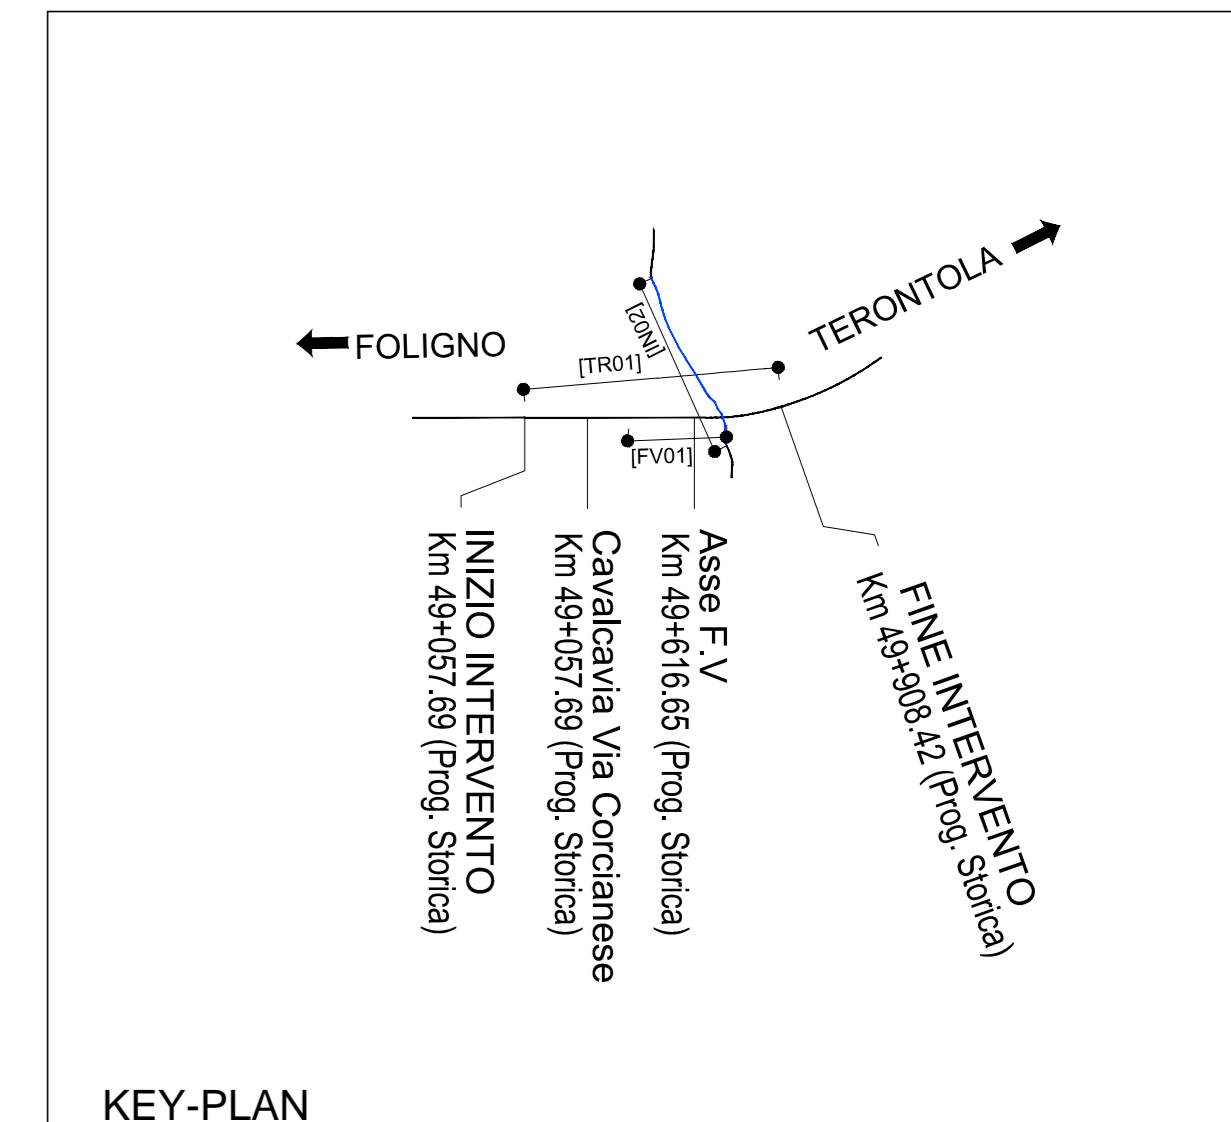 TERONTOLA
FOLIGNO
[IN02]
[TR01]
[FV01]
INIZIO INTERVENTO
Km 49+057.69 (Prog. Storica)
Cavalcavia Via Corcianese
Km 49+057.69 (Prog. Storica)
Asse F.V
Km 49+616.65 (Prog. Storica)
FINE INTERVENTO
Km 49+908.42 (Prog. Storica)
KEY-PLAN